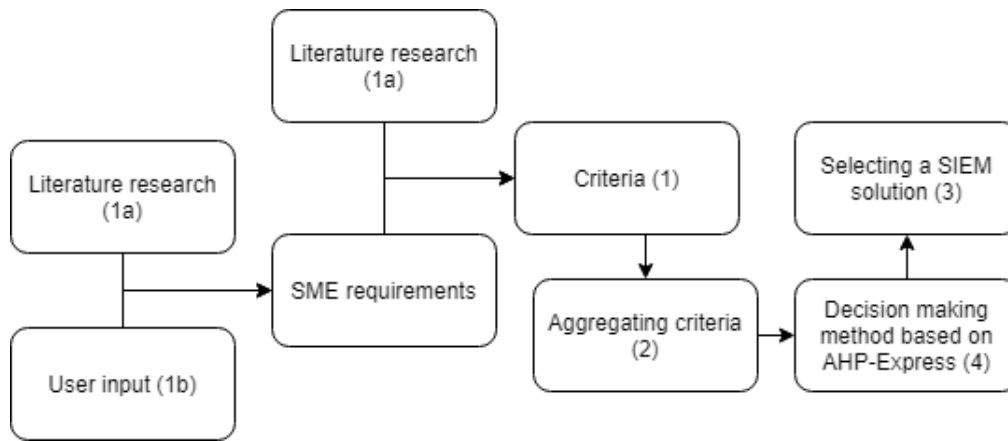 Literature research
(1a)
User input (1b)
Literature research
(1a)
SME requirements
Criteria (1)
Aggregating criteria
(2)
Selecting a SIEM
solution (3)
Decision making
method based on
AHP-Express (4)